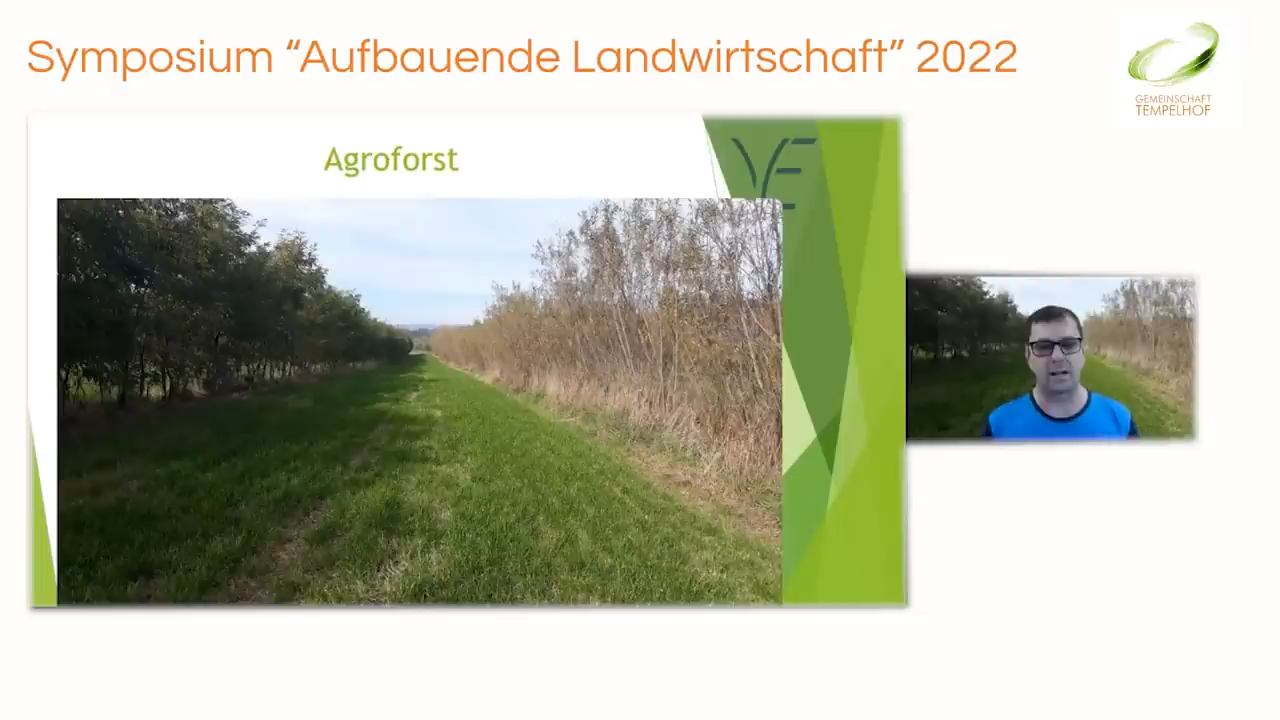 Symposium “Aufbauende Landwirtschaft” 2022
GEMEINSCHAFT
TEMPELHOF
Agroforst